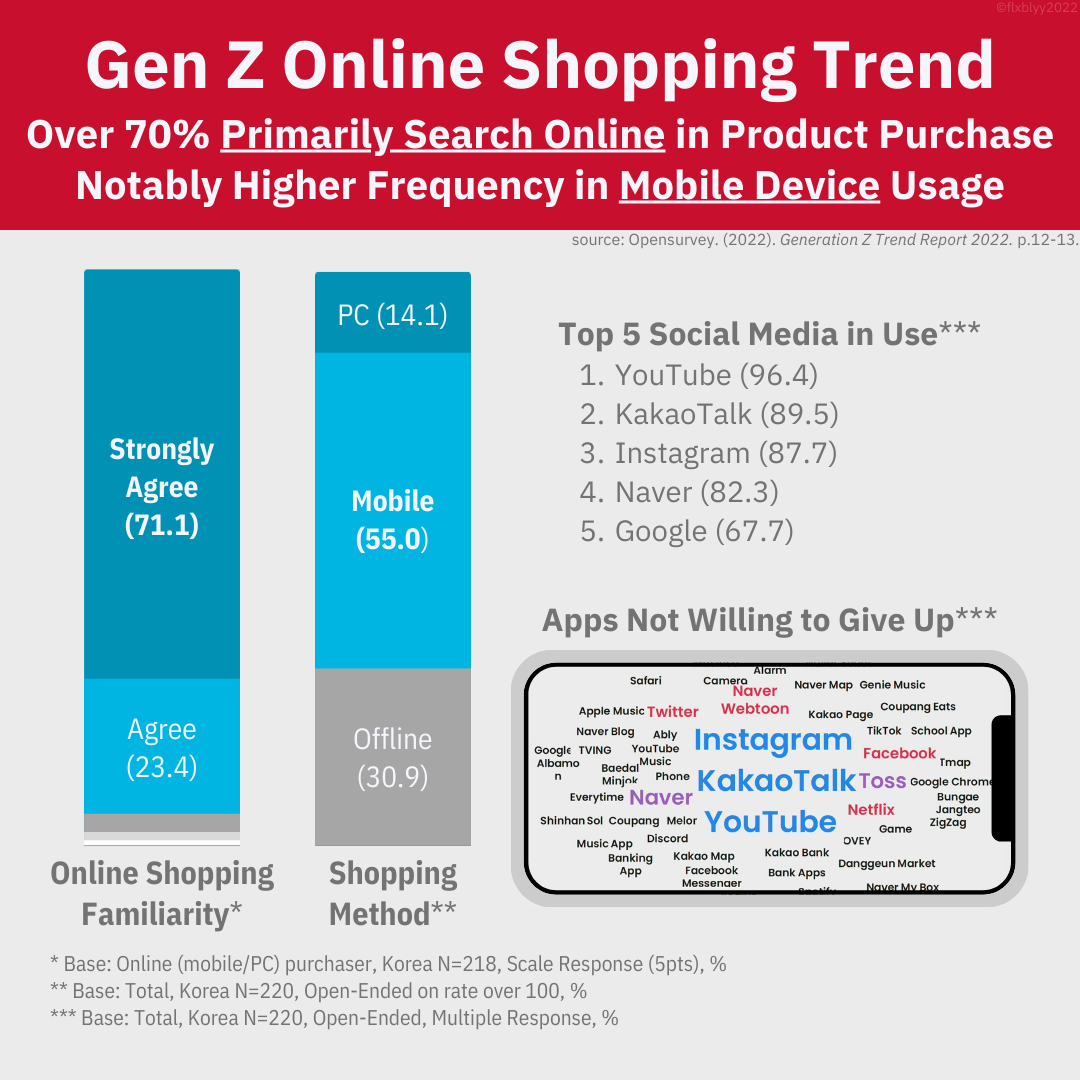 ©flxblyy2022
Gen Z Online Shopping Trend
Over 70% Primarily Search Online in Product Purchase
Notably Higher Frequency in Mobile Device Usage
source: Opensurvey. (2022). Generation Z Trend Report 2022. p.12-13.
Strongly
Agree
(71.1)
Agree
(23.4)
Online Shopping
Familiarity*
PC (14.1)
Mobile
(55.0)
Offline
(30.9)
Shopping
Method**
Top 5 Social Media in Use***
1. YouTube (96.4)
2. KakaoTalk (89.5)
3. Instagram (87.7)
4. Naver (82.3)
5. Google (67.7)
Apps Not Willing to Give Up***
Alarm
Safari
Camera
Naver
Webtoon
Naver Map
Genie Music
Apple Music
Twitter
Kakao Page
Coupang Eats
Naver Blog
Ably
Instagram
TikTok
School App
Google
TVING
YouTube
Music
Facebook
Tmap
Albamo
n
Baedal
Minjok
Phone
KakaoTalk
Toss
Google Chrome
Everytime
Naver
Netflix
Bungae
Jangteo
Shinhan Sol
Coupang
Melor
YouTube
Game
ZigZag
Music App
Discord
OVEY
Banking
App
Kakao Map
Kakao Bank
Danggeun Market
Facebook
Messenger
Bank Apps
Spotify
Naver My Box
* Base: Online (mobile/PC) purchaser, Korea N=218, Scale Response (5pts), %
** Base: Total, Korea N=220, Open-Ended on rate over 100, %
*** Base: Total, Korea N=220, Open-Ended, Multiple Response, %